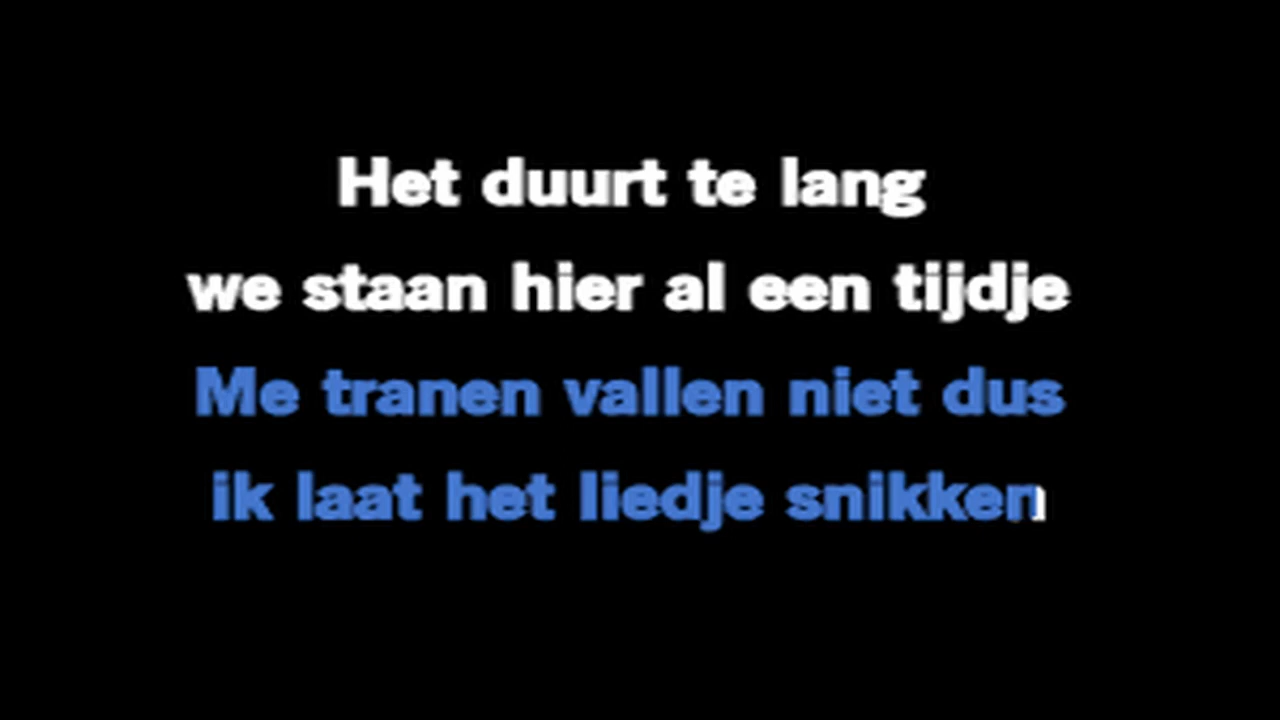 Het duurt te lang
we staan hier al een tijdje
Me tranen vallen niet dus
ik laat het liedje snikken